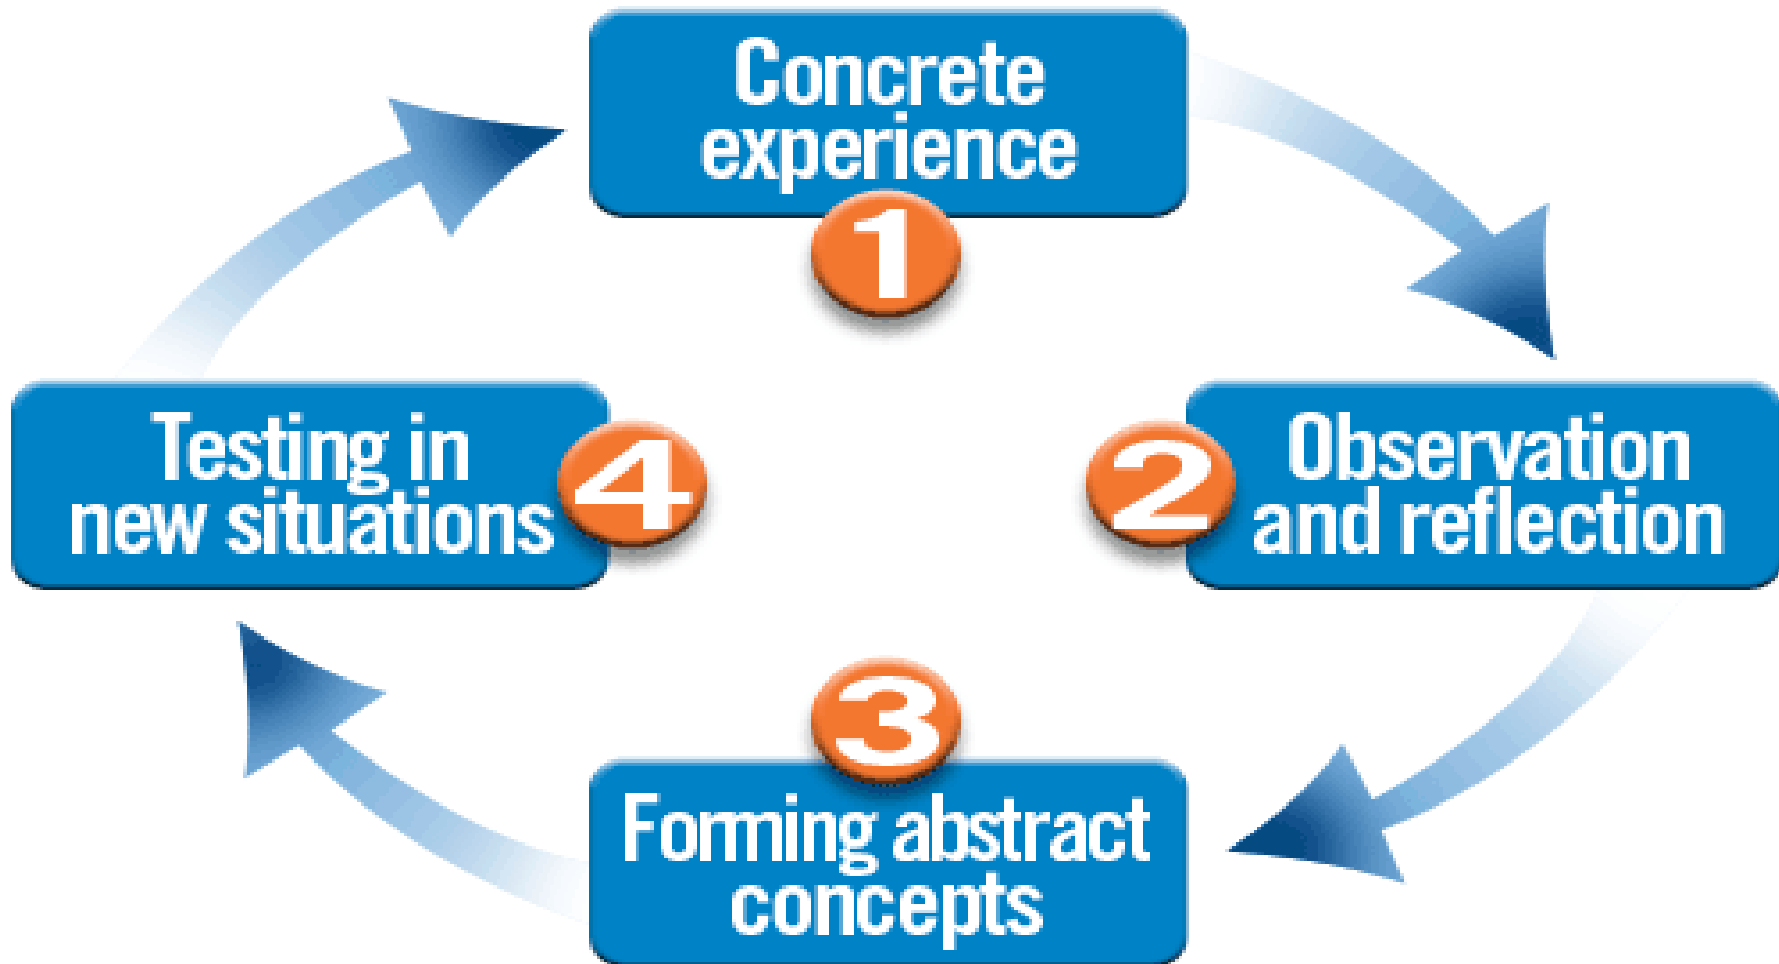 Concrete
experience
1
2
Observation
and reflection
3
Forming abstract
concepts
4
Testing in
new situations